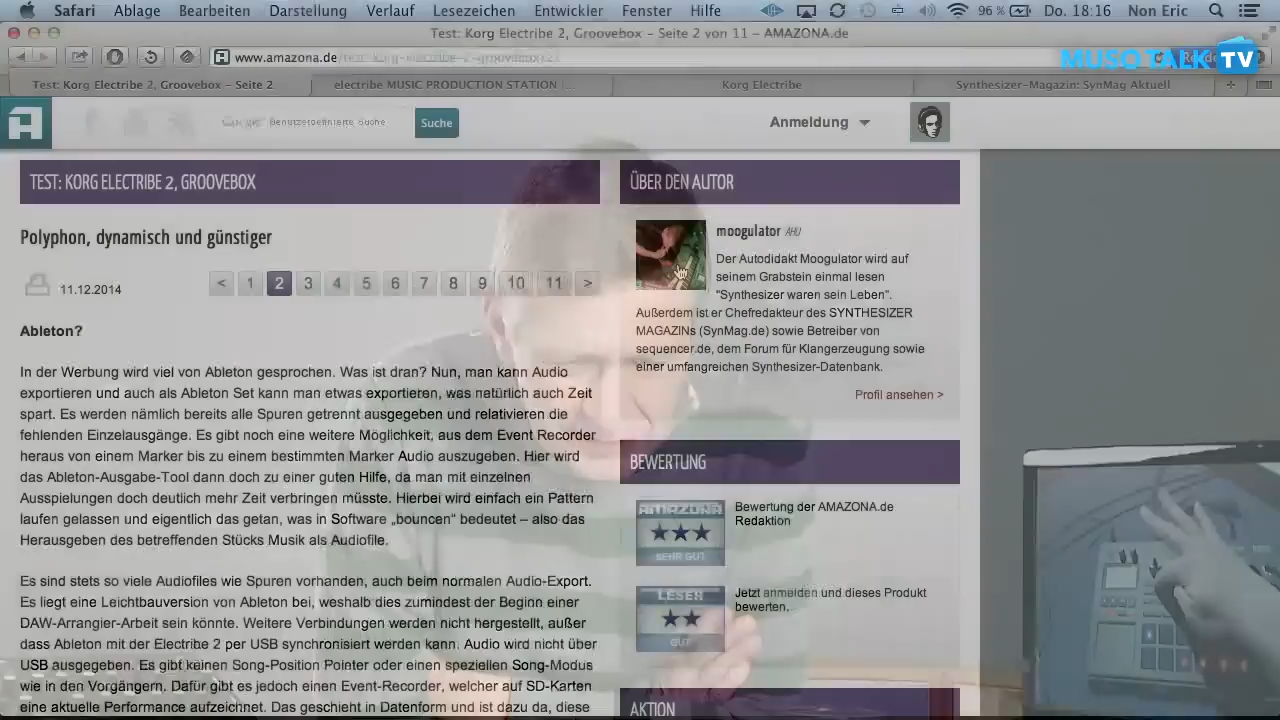 Safari Ablage Bearbeiten Darstellung Verlauf Lesezeichen Entwickler Fenster Hilfe 96 % Do. 18:16 Non Eric
Test: Korg Electribe 2, Groovebox – Seite 2 von 11 – AMAZONA.de
www.amazona.de/test-korg-electribe-2-groovebox/2/
MUSO TALK TV
Test: Korg Electribe 2, Groovebox – Seite 2
electribe MUSIC PRODUCTION STATION |
Korg Electribe
Synthesizer-Magazin: SynMag Aktuell
Benutzerdefinierte Suche
Suche
Anmeldung
TEST: KORG ELECTRIBE 2, GROOVEBOX
Polyphon, dynamisch und günstiger
11.12.2014
< 1 2 3 4 5 6 7 8 9 10 11 >
Ableton?
In der Werbung wird viel von Ableton gesprochen. Was ist dran? Nun, man kann Audio
exportieren und auch als Ableton Set kann man etwas exportieren, was natürlich auch Zeit
spart. Es werden nämlich bereits alle Spuren getrennt ausgegeben und relativieren die
fehlenden Einzelausgänge. Es gibt noch eine weitere Möglichkeit, aus dem Event Recorder
heraus von einem Marker bis zu einem bestimmten Marker Audio auszugeben. Hier wird
das Ableton-Ausgabe-Tool dann doch zu einer guten Hilfe, da man mit einzelnen
Ausspielungen doch deutlich mehr Zeit verbringen müsste. Hierbei wird einfach ein Pattern
laufen gelassen und eigentlich das getan, was in Software „bouncen“ bedeutet – also das
Herausgeben des betreffenden Stücks Musik als Audiofile.
Es sind stets so viele Audiofiles wie Spuren vorhanden, auch beim normalen Audio-Export.
Es liegt eine Leichtbauversion von Ableton bei, weshalb dies zumindest der Beginn einer
DAW-Arrangier-Arbeit sein könnte. Weitere Verbindungen werden nicht hergestellt, außer
dass Ableton mit der Electribe 2 per USB synchronisiert werden kann. Audio wird nicht über
USB ausgegeben. Es gibt keinen Song-Position Pointer oder einen speziellen Song-Modus
wie in den Vorgängern. Dafür gibt es jedoch einen Event-Recorder, welcher auf SD-Karten
eine aktuelle Performance aufzeichnet. Das geschieht in Datenform und ist dazu da, diese
ÜBER DEN AUTOR
moogulator AHU
Der Autodidakt Moogulator wird auf
seinem Grabstein einmal lesen
"Synthesizer waren sein Leben".
Außerdem ist er Chefredakteur des SYNTHESIZER
MAGAZINs (SynMag.de) sowie Betreiber von
sequencer.de, dem Forum für Klangerzeugung sowie
einer umfangreichen Synthesizer-Datenbank.
Profil ansehen >
BEWERTUNG
AMAZONA
SEHR GUT
Bewertung der AMAZONA.de
Redaktion
LESER
GUT
Jetzt anmelden und dieses Produkt
bewerten.
AKTION